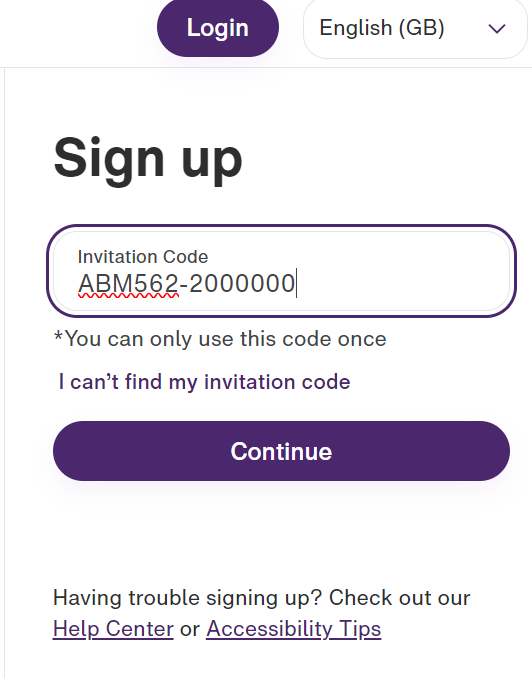 Login
English (GB)
Sign up
Invitation Code
ABM562-2000000
*You can only use this code once
I can’t find my invitation code
Continue
Having trouble signing up? Check out our
Help Center or Accessibility Tips